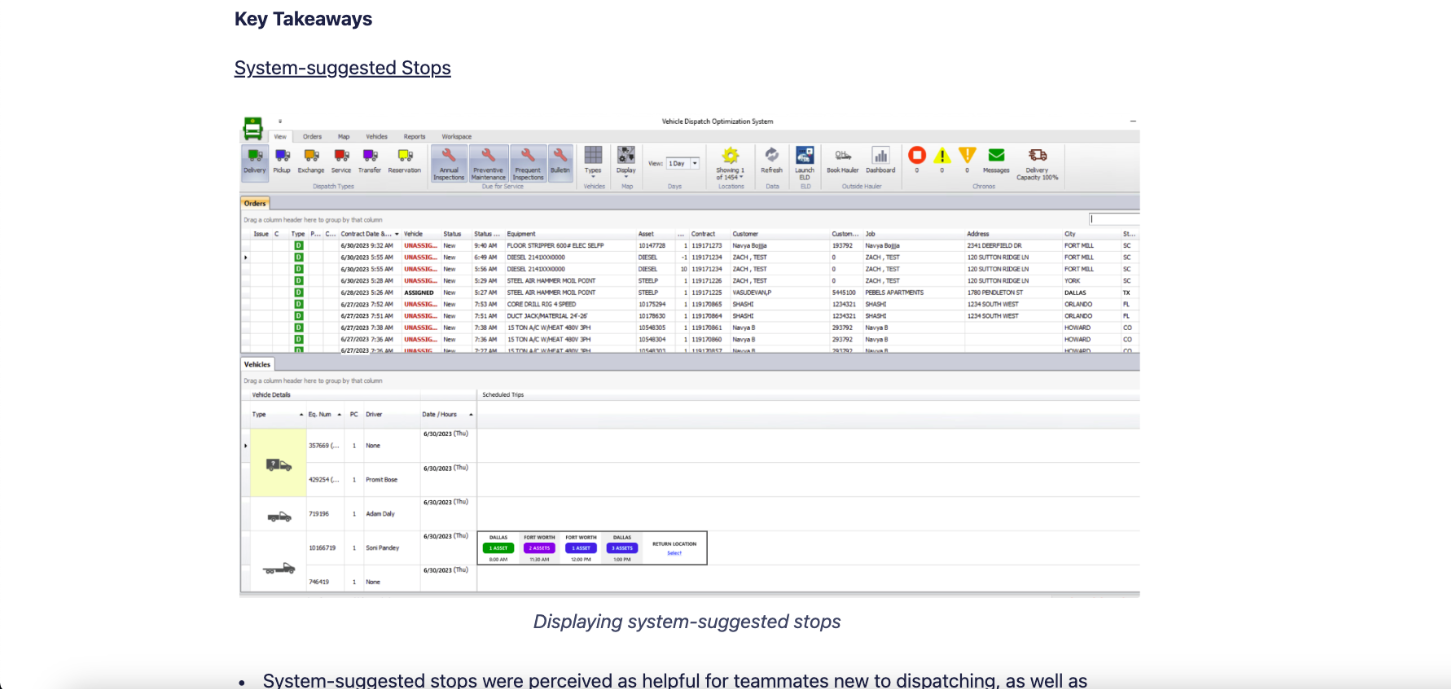 Key Takeaways
System-suggested Stops
Vehicle Dispatch Optimization System
View Orders Map Vehicles Reports Workspace
Delivery Pickup Exchange Service Transfer Reservation Annual Inspections Preventive Maintenance Frequent Inspections Bulletin Types Display View: 1 Day Showing 1 of 1454 Refresh Launch ELD Book Hauler Dashboard 0 0 0 Messages Delivery Capacity 100%
Dispatch Types Due for Service Vehicles Map Days Locations Data ELD Outside Hauler Chronos
Orders
Drag a column header here to group by that column
Issue C Type P... C... Contract Date &... Vehicle Status Status ... Equipment Asset ... Contract Customer Custom... Job Address City St...
D 6/30/2023 9:32 AM UNASSIG... New 9:40 AM FLOOR STRIPPER 600# ELEC SELFP 10147728 1 119171273 Navya Bojja 193792 Navya Bojja 2341 DEERFIELD DR FORT MILL SC
D 6/30/2023 5:55 AM UNASSIG... New 6:49 AM DIESEL 2141XXX0000 DIESEL -1 119171234 ZACH , TEST 0 ZACH , TEST 120 SUTTON RIDGE LN FORT MILL SC
D 6/30/2023 5:55 AM UNASSIG... New 5:56 AM DIESEL 2141XXX0000 DIESEL 10 119171234 ZACH , TEST 0 ZACH , TEST 120 SUTTON RIDGE LN FORT MILL SC
D 6/30/2023 5:28 AM UNASSIG... New 5:29 AM STEEL AIR HAMMER MOIL POINT STEELP 1 119171226 ZACH , TEST 0 ZACH , TEST 120 SUTTON RIDGE LN YORK SC
D 6/28/2023 5:26 AM ASSIGNED New 5:27 AM STEEL AIR HAMMER MOIL POINT STEELP 1 119171225 VASUDEVAN,P 5445100 PEBELS APARTMENTS 1780 PENDLETON ST DALLAS TX
D 6/27/2023 7:52 AM UNASSIG... New 7:53 AM CORE DRILL RIG 4 SPEED 10175294 1 119170865 SHASHI 1234321 SHASHI 1234 SOUTH WEST ORLANDO FL
D 6/27/2023 7:51 AM UNASSIG... New 7:51 AM DUCT JACK/MATERIAL 24'-26' 10178630 1 119170864 SHASHI 1234321 SHASHI 1234 SOUTH WEST ORLANDO FL
D 6/27/2023 7:38 AM UNASSIG... New 7:38 AM 15 TON A/C W/HEAT 480V 3PH 10548305 1 119170861 Navya B 293792 Navya B HOWARD CO
D 6/27/2023 7:36 AM UNASSIG... New 7:36 AM 15 TON A/C W/HEAT 480V 3PH 10548304 1 119170860 Navya B 293792 Navya B HOWARD CO
D 6/27/2023 7:36 AM UNASSIG... New 7:27 AM 15 TON A/C W/HEAT 480V 3PH 10548303 1 119170857 Navya B 293792 Navya B HOWARD CO
Vehicles
Drag a column header here to group by that column
Vehicle Details Scheduled Trips
Type Eq. Num PC Driver Date / Hours
357669 (... 1 None 6/30/2023 (Thu)
429254 (... 1 Promit Bose 6/30/2023 (Thu)
719196 1 Adam Daly 6/30/2023 (Thu)
10166719 1 Soni Pandey 6/30/2023 (Thu)
DALLAS FORT WORTH FORT WORTH DALLAS RETURN LOCATION
1 ASSET 2 ASSETS 1 ASSET 3 ASSETS Select
9:00 AM 11:30 AM 12:00 PM 1:00 PM
746419 1 None 6/30/2023 (Thu)
Displaying system-suggested stops
• System-suggested stops were perceived as helpful for teammates new to dispatching, as well as